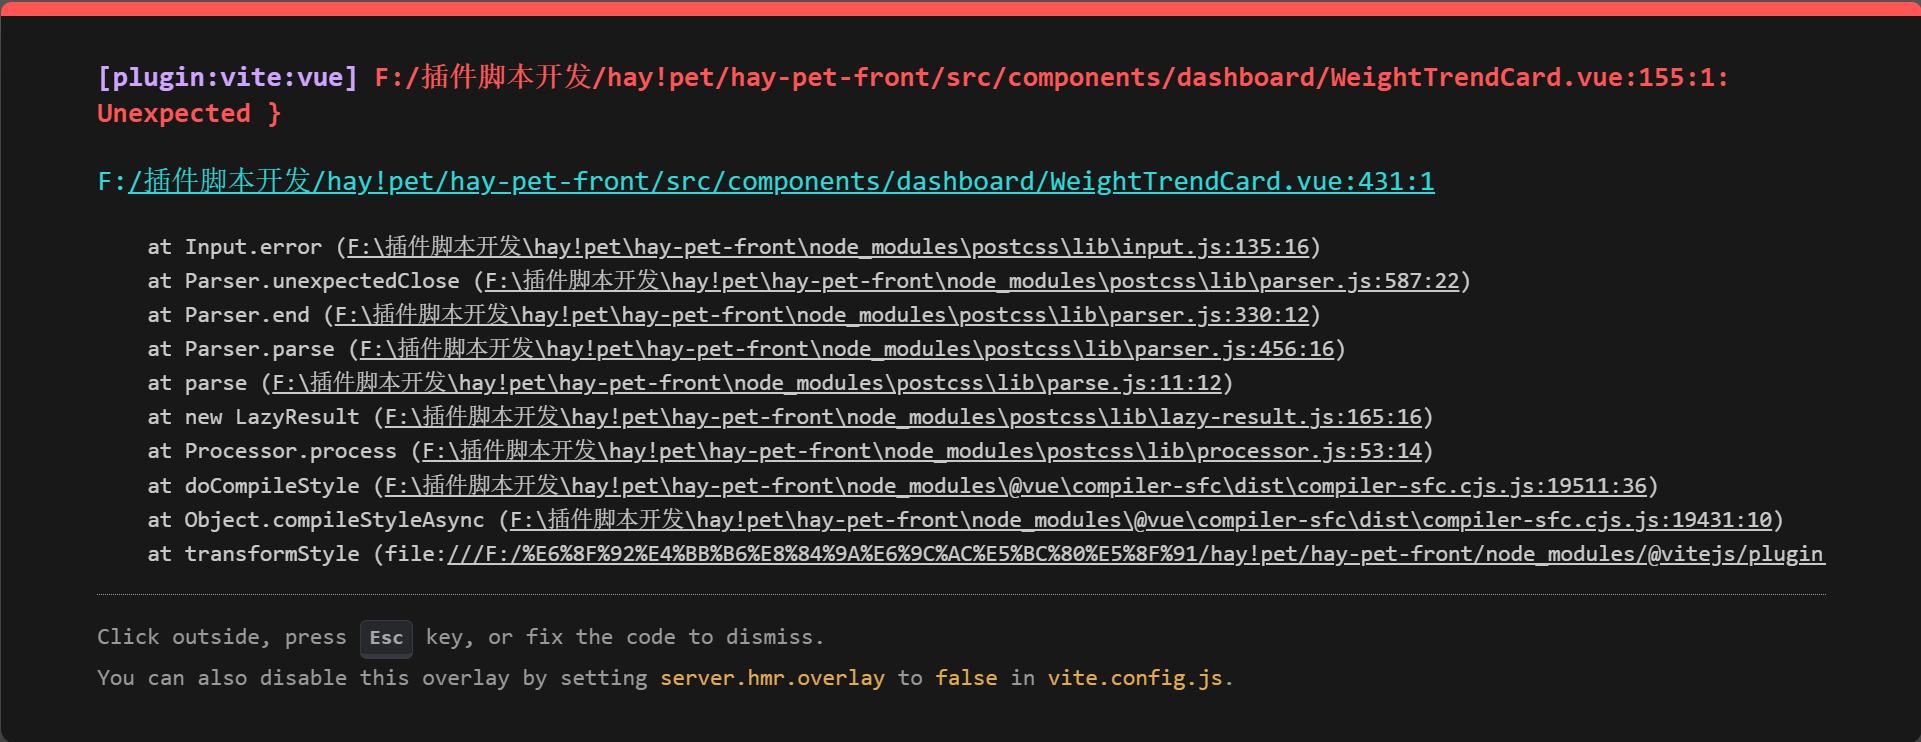 [plugin:vite:vue] F:/插件脚本开发/hay!pet/hay-pet-front/src/components/dashboard/WeightTrendCard.vue:155:1:
Unexpected }
F:/插件脚本开发/hay!pet/hay-pet-front/src/components/dashboard/WeightTrendCard.vue:431:1
at Input.error (F:\插件脚本开发\hay!pet\hay-pet-front\node_modules\postcss\lib\input.js:135:16)
at Parser.unexpectedClose (F:\插件脚本开发\hay!pet\hay-pet-front\node_modules\postcss\lib\parser.js:587:22)
at Parser.end (F:\插件脚本开发\hay!pet\hay-pet-front\node_modules\postcss\lib\parser.js:330:12)
at Parser.parse (F:\插件脚本开发\hay!pet\hay-pet-front\node_modules\postcss\lib\parser.js:456:16)
at parse (F:\插件脚本开发\hay!pet\hay-pet-front\node_modules\postcss\lib\parse.js:11:12)
at new LazyResult (F:\插件脚本开发\hay!pet\hay-pet-front\node_modules\postcss\lib\lazy-result.js:165:16)
at Processor.process (F:\插件脚本开发\hay!pet\hay-pet-front\node_modules\postcss\lib\processor.js:53:14)
at doCompileStyle (F:\插件脚本开发\hay!pet\hay-pet-front\node_modules\@vue\compiler-sfc\dist\compiler-sfc.cjs.js:19511:36)
at Object.compileStyleAsync (F:\插件脚本开发\hay!pet\hay-pet-front\node_modules\@vue\compiler-sfc\dist\compiler-sfc.cjs.js:19431:10)
at transformStyle (file:///F:/%E6%8F%92%E4%BB%B6%E8%84%9A%E6%9C%AC%E5%BC%80%E5%8F%91/hay!pet/hay-pet-front/node_modules/@vitejs/plugin
Click outside, press Esc key, or fix the code to dismiss.
You can also disable this overlay by setting server.hmr.overlay to false in vite.config.js.